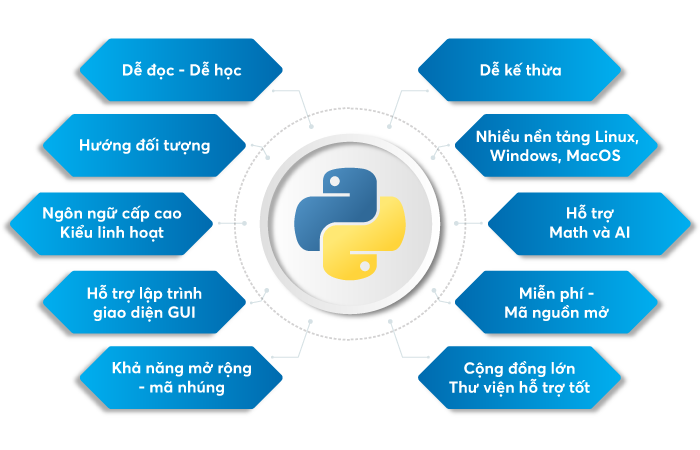 Dễ đọc - Dễ học
Hướng đối tượng
Ngôn ngữ cấp cao
Kiểu linh hoạt
Hỗ trợ lập trình
giao diện GUI
Khả năng mở rộng
- mã nhúng
Dễ kế thừa
Nhiều nền tảng Linux,
Windows, MacOS
Hỗ trợ
Math và AI
Miễn phí -
Mã nguồn mở
Cộng đồng lớn
Thư viện hỗ trợ tốt